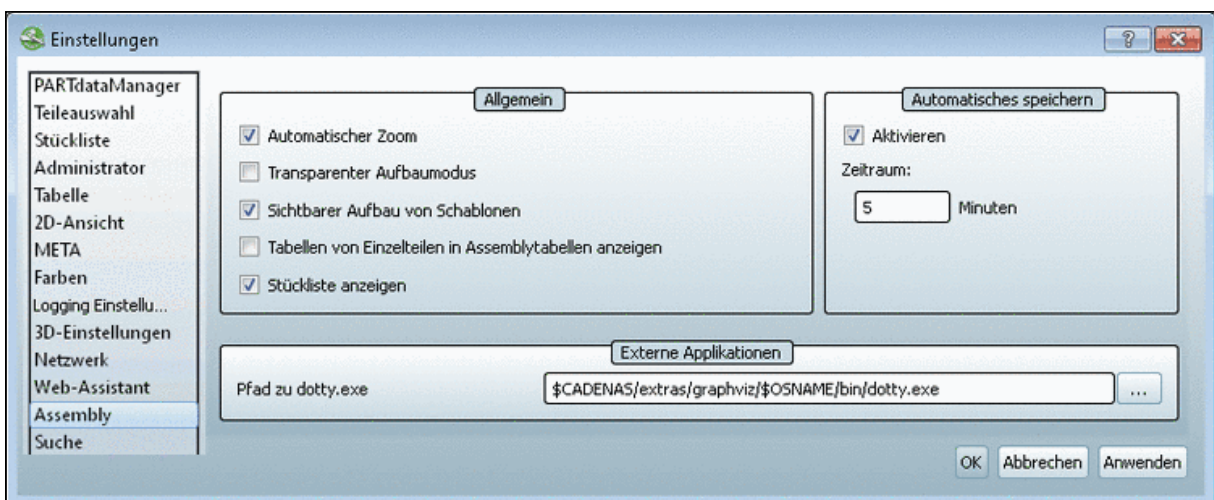 Einstellungen
PARTdataManager
Teileauswahl
Stückliste
Administrator
Tabelle
2D-Ansicht
META
Farben
Logging Einstellu...
3D-Einstellungen
Netzwerk
Web-Assistant
Assembly
Suche
Allgemein
Automatischer Zoom
Transparenter Aufbaumodus
Sichtbarer Aufbau von Schablonen
Tabellen von Einzelteilen in Assemblytabellen anzeigen
Stückliste anzeigen
Automatisches speichern
Aktivieren
Zeitraum:
5 Minuten
Externe Applikationen
Pfad zu dotty.exe $CADENAS/extras/graphviz/$OSNAME/bin/dotty.exe ...
OK Abbrechen Anwenden